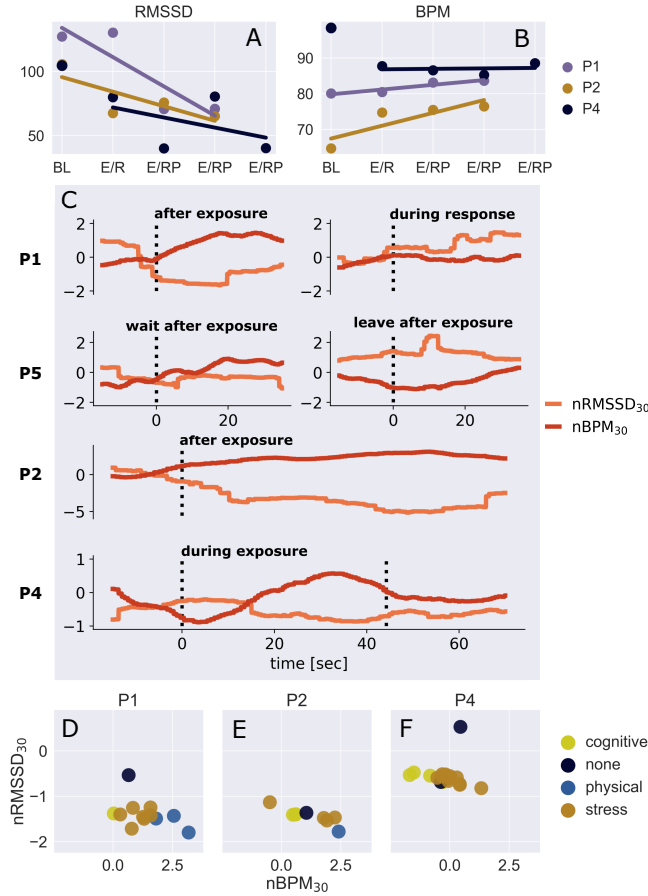 RMSSD
BPM
A
B
100
50
90
80
70
BL E/R E/RP E/RP E/RP
BL E/R E/RP E/RP E/RP
P1
P2
P4
C
after exposure
during response
P1
2
0
−2
wait after exposure
leave after exposure
P5
2
0
−2
2
0
−2
0 20
0 20
nRMSSD30
nBPM30
after exposure
P2
0
−5
during exposure
P4
1
0
−1
0 20 40 60
time [sec]
P1
P2
P4
D
E
F
nRMSSD30
0
−1
−2
0.0 2.5
0.0 2.5
0.0 2.5
nBPM30
cognitive
none
physical
stress